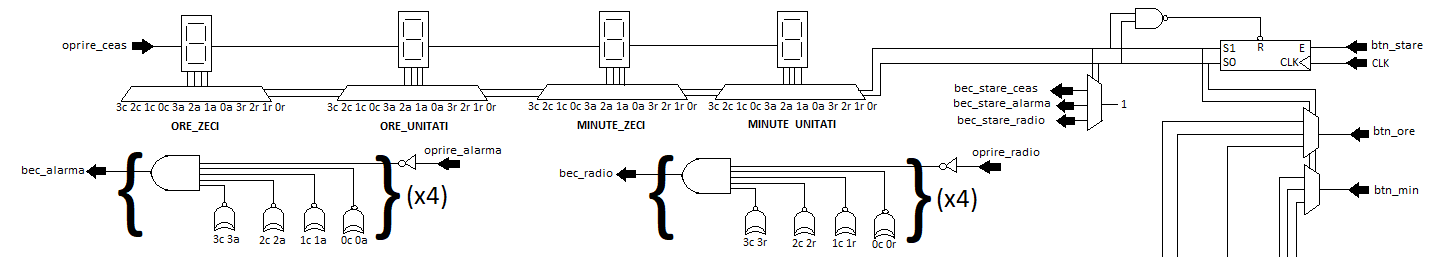 oprire_ceas
3c 2c 1c 0c 3a 2a 1a 0a 3r 2r 1r 0r
3c 2c 1c 0c 3a 2a 1a 0a 3r 2r 1r 0r
3c 2c 1c 0c 3a 2a 1a 0a 3r 2r 1r 0r
3c 2c 1c 0c 3a 2a 1a 0a 3r 2r 1r 0r
ORE_ZECI
ORE_UNITATI
MINUTE_ZECI
MINUTE UNITATI
S1 R E
S0 CLK
btn_stare
CLK
bec_stare_ceas
bec_stare_alarma
bec_stare_radio
1
btn_ore
btn_min
bec_alarma
{
oprire_alarma
}
(x4)
3c 3a
2c 2a
1c 1a
0c 0a
bec_radio
{
oprire_radio
}
(x4)
3c 3r
2c 2r
1c 1r
0c 0r